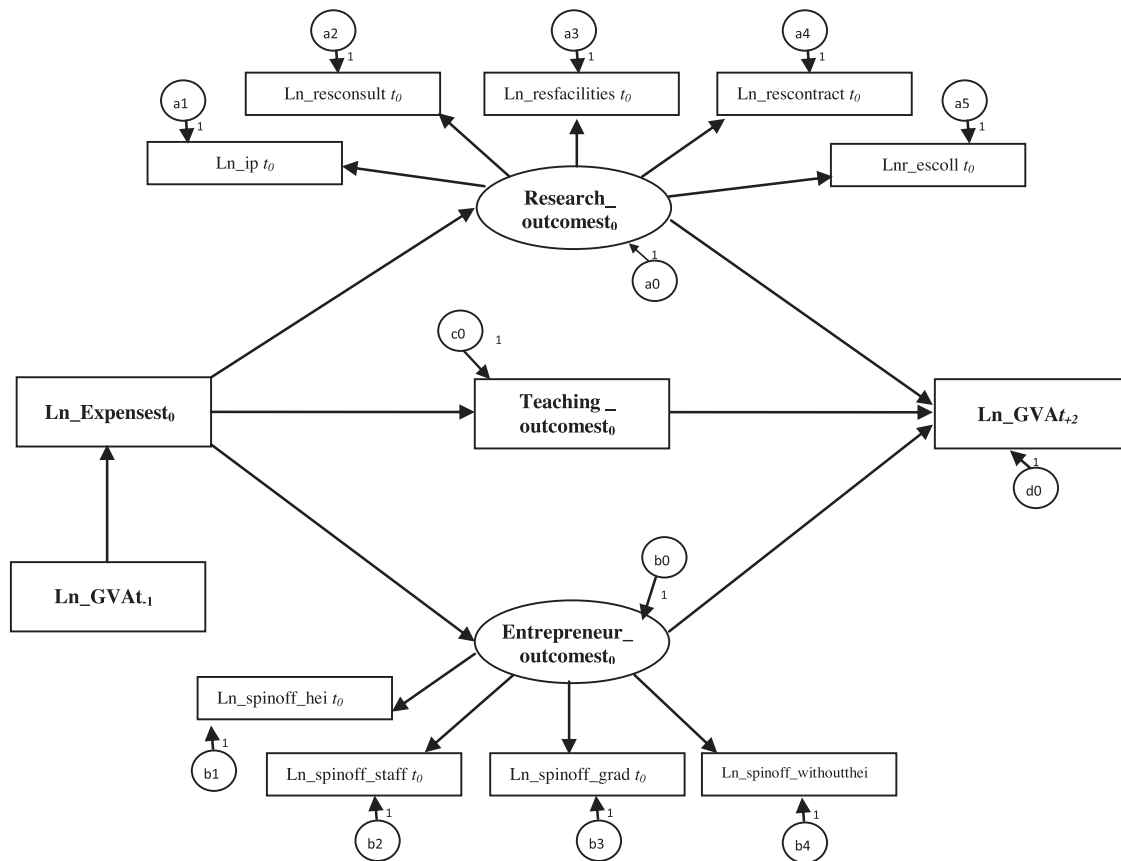 a2
a3
a4
1
1
1
Ln_resconsult t₀
Ln_resfacilities t₀
Ln_rescontract t₀
a1
a5
1
1
Ln_ip t₀
Lnr_escoll t₀
Research_
outcomest₀
1
a0
c0
1
Ln_Expensest₀
Teaching _
outcomest₀
Ln_GVAt₊₂
1
d0
b0
1
Ln_GVAt₋₁
Entrepreneur_
outcomest₀
Ln_spinoff_hei t₀
1
b1
Ln_spinoff_staff t₀
Ln_spinoff_grad t₀
Ln_spinoff_withoutthei
1
1
1
b2
b3
b4